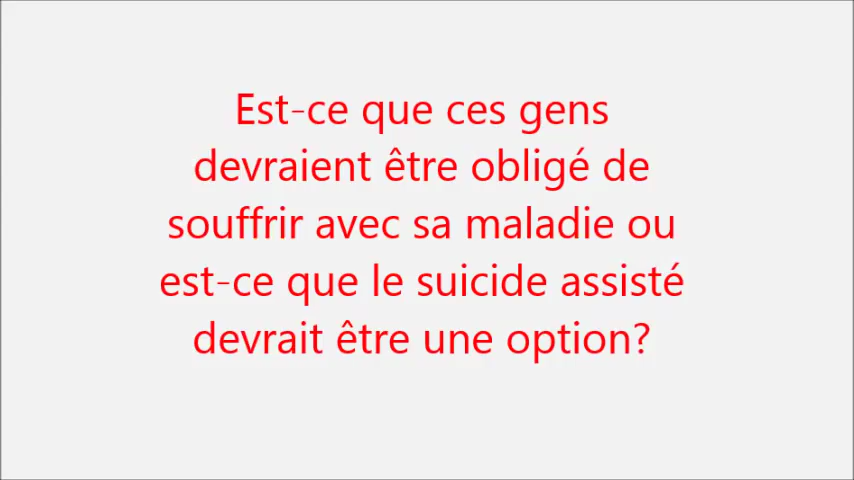 Est-ce que ces gens
devraient être obligé de
souffrir avec sa maladie ou
est-ce que le suicide assisté
devrait être une option?